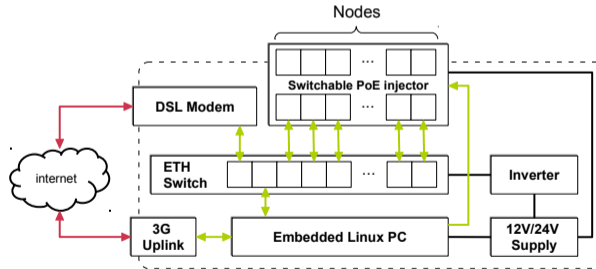 Nodes
...
Switchable PoE injector
...
DSL Modem
internet
ETH
Switch
...
Inverter
3G
Uplink
Embedded Linux PC
12V/24V
Supply